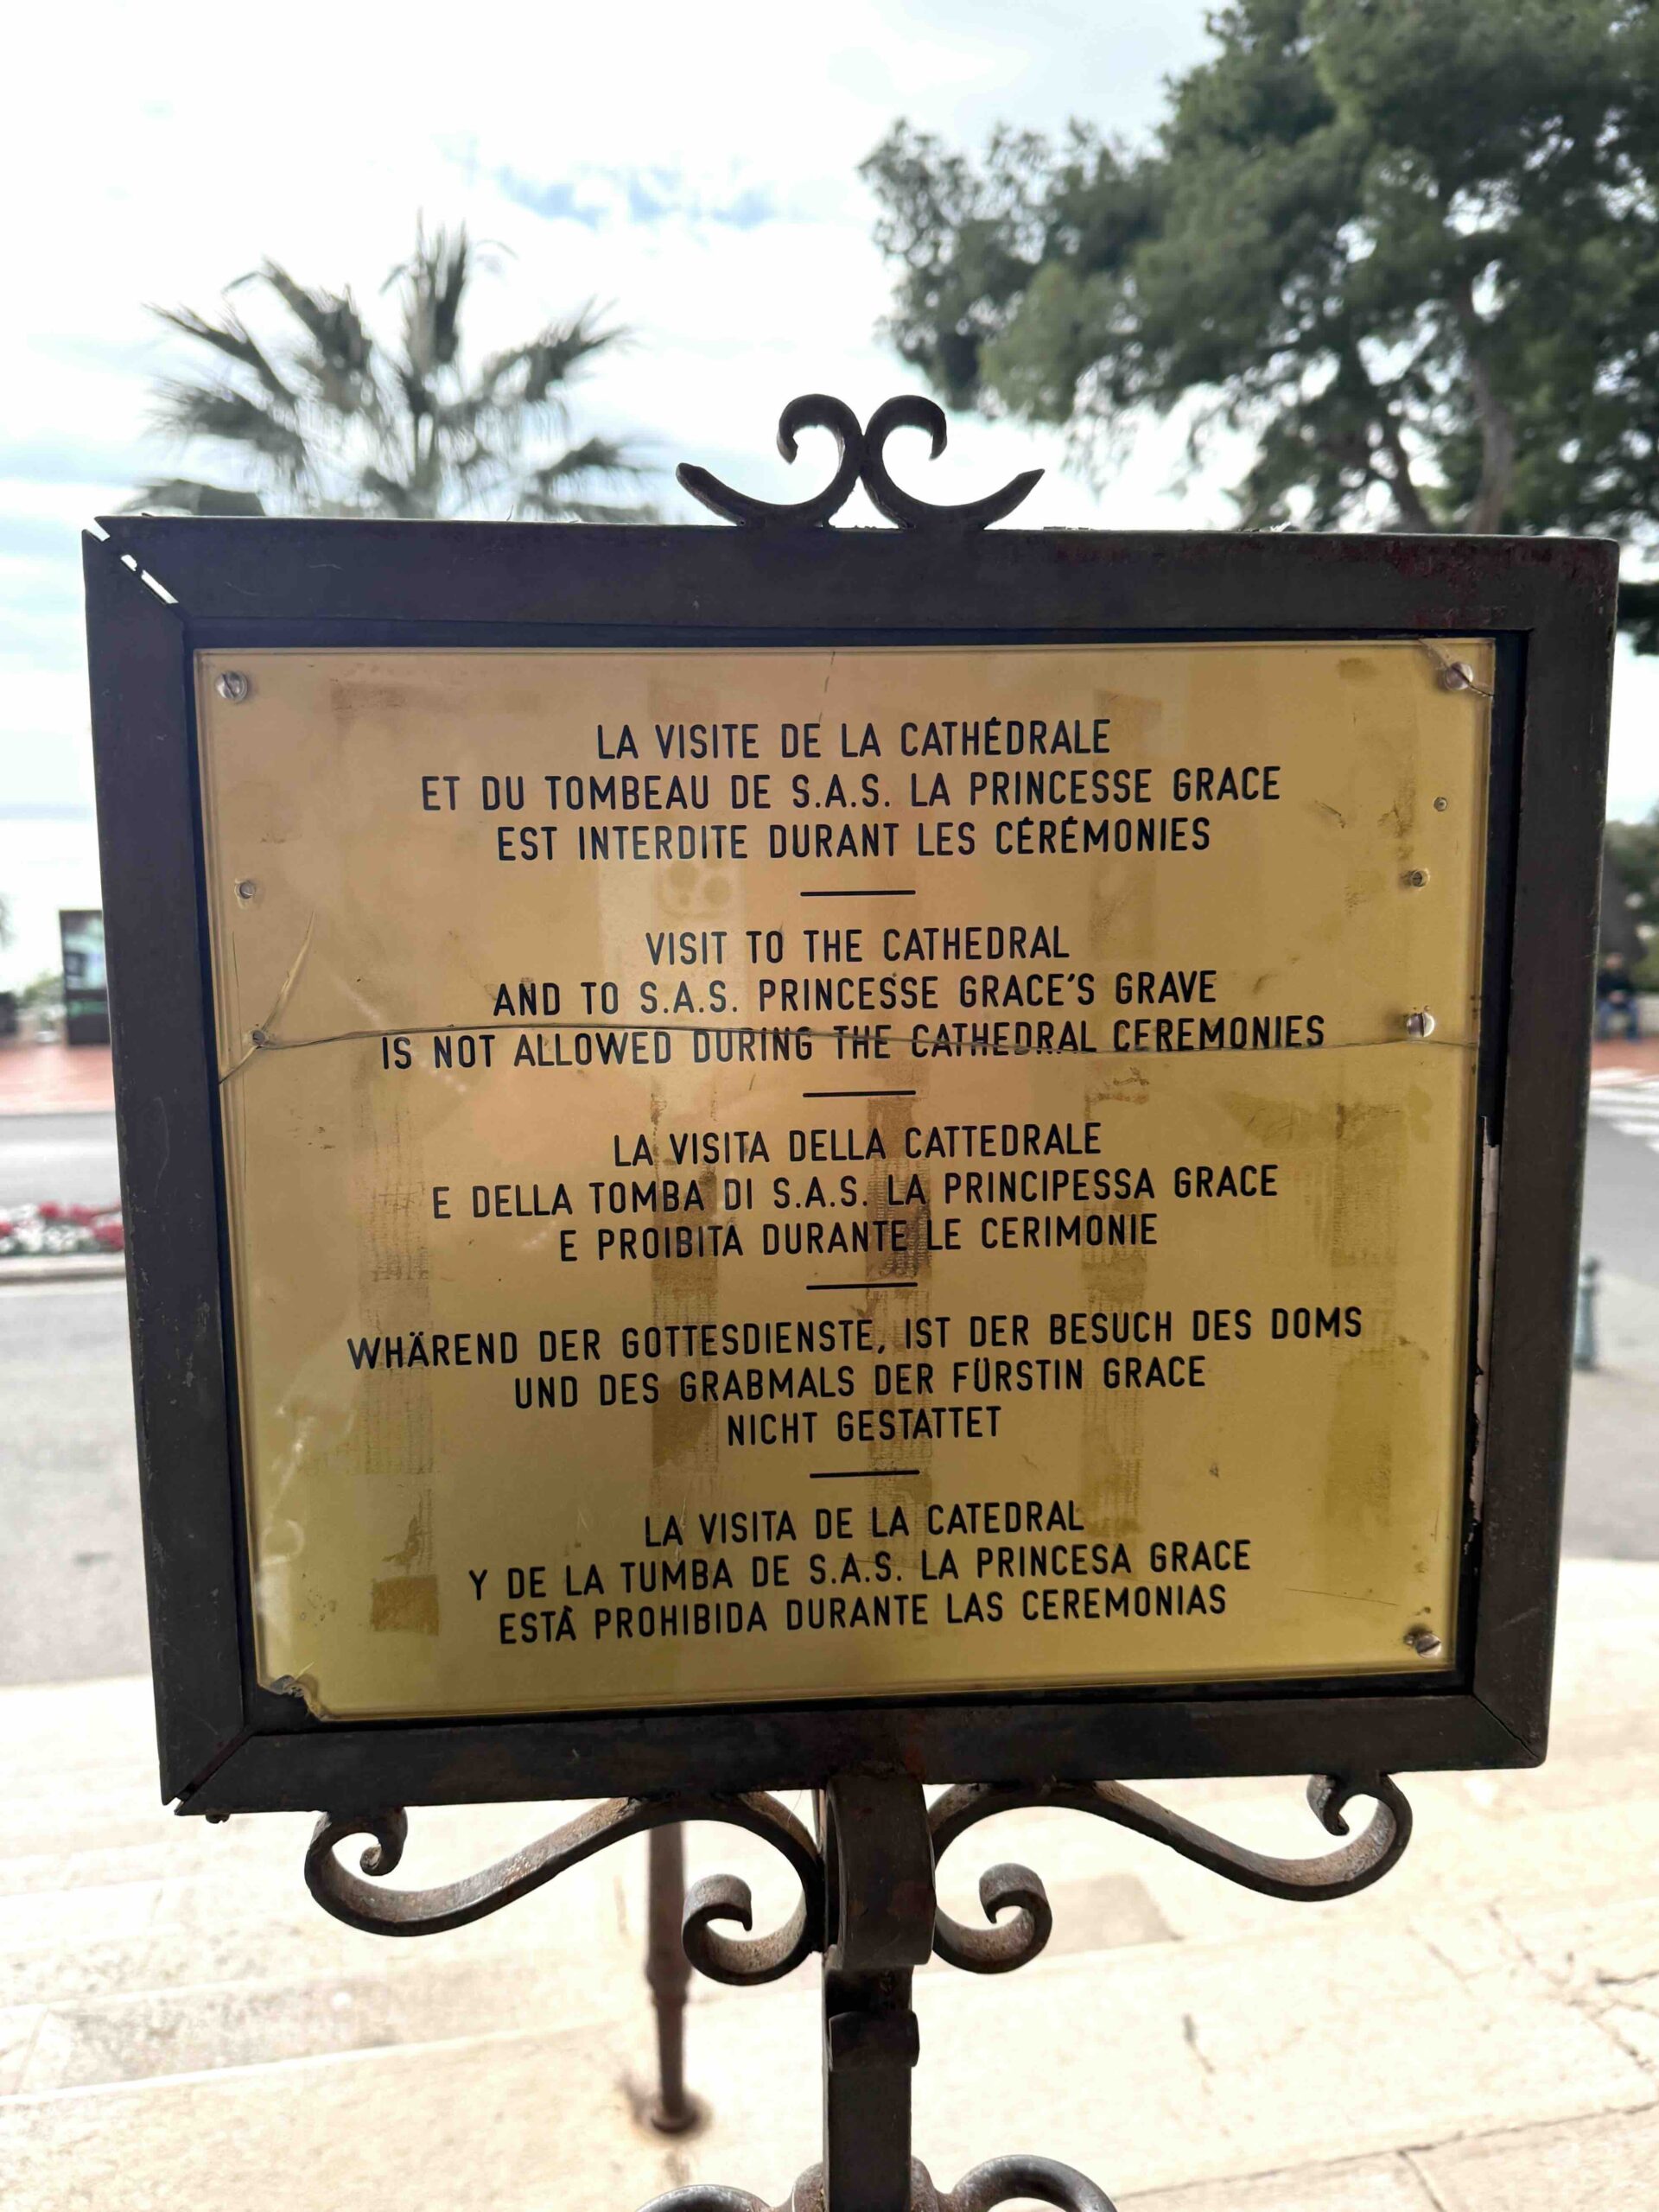 LA VISITE DE LA CATHÉDRALE
ET DU TOMBEAU DE S.A.S. LA PRINCESSE GRACE
EST INTERDITE DURANT LES CÉRÉMONIES
VISIT TO THE CATHEDRAL
AND TO S.A.S. PRINCESSE GRACE'S GRAVE
IS NOT ALLOWED DURING THE CATHEDRAL CEREMONIES
LA VISITA DELLA CATTEDRALE
E DELLA TOMBA DI S.A.S. LA PRINCIPESSA GRACE
E PROIBITA DURANTE LE CERIMONIE
WHÄREND DER GOTTESDIENSTE, IST DER BESUCH DES DOMS
UND DES GRABMALS DER FÜRSTIN GRACE
NICHT GESTATTET
LA VISITA DE LA CATEDRAL
Y DE LA TUMBA DE S.A.S. LA PRINCESA GRACE
ESTÀ PROHIBIDA DURANTE LAS CEREMONIAS